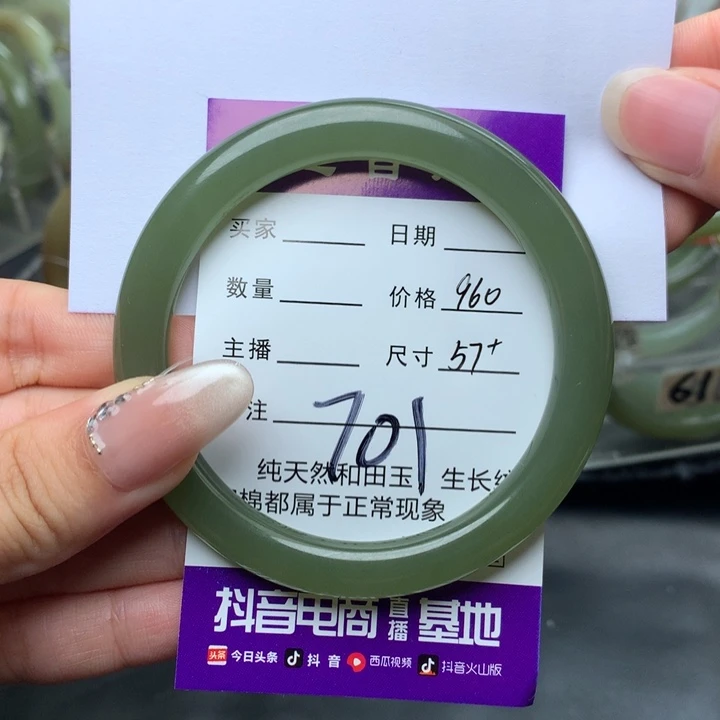 买家 日期
数量 价格 960
主播 尺寸 57+
注 701
纯天然和田玉 生长纹
棉都属于正常现象
抖音电商直播基地
头条 今日头条 抖音 西瓜视频 抖音火山版
61